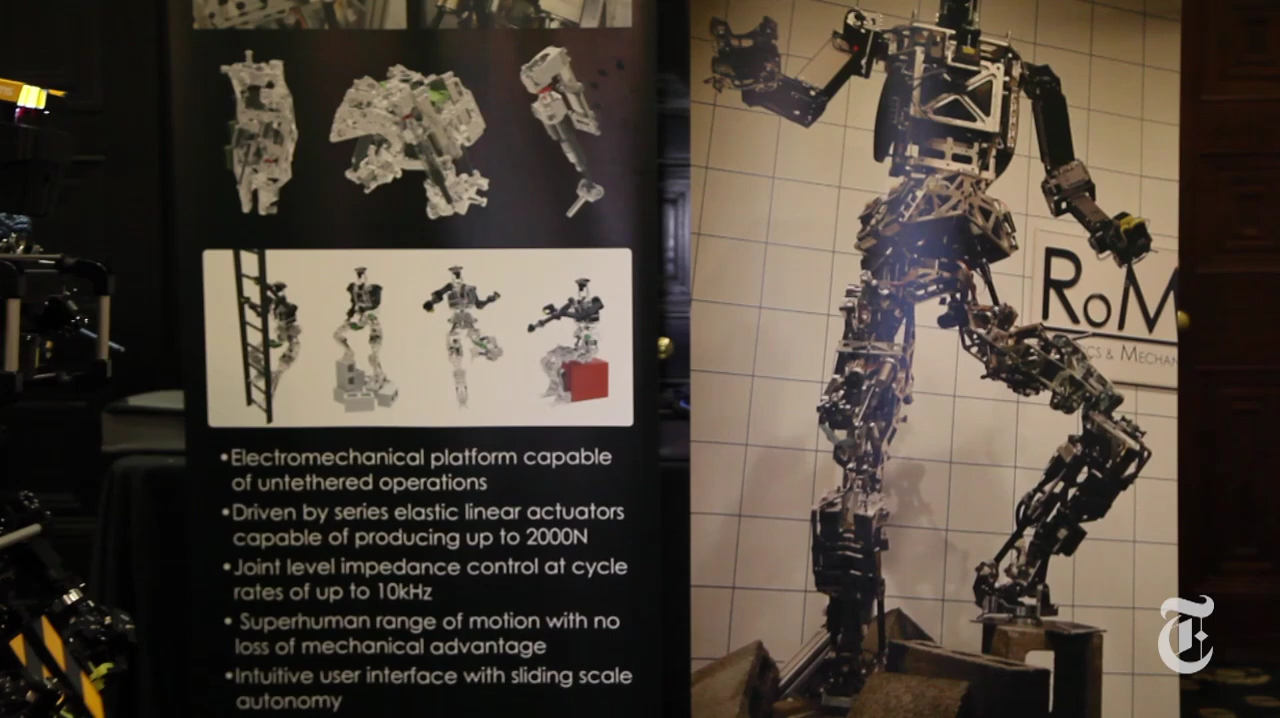 •Electromechanical platform capable
of untethered operations
•Driven by series elastic linear actuators
capable of producing up to 2000N
•Joint level impedance control at cycle
rates of up to 10kHz
• Superhuman range of motion with no
loss of mechanical advantage
•Intuitive user interface with sliding scale
autonomy
RoM
CS & MECHAN
T